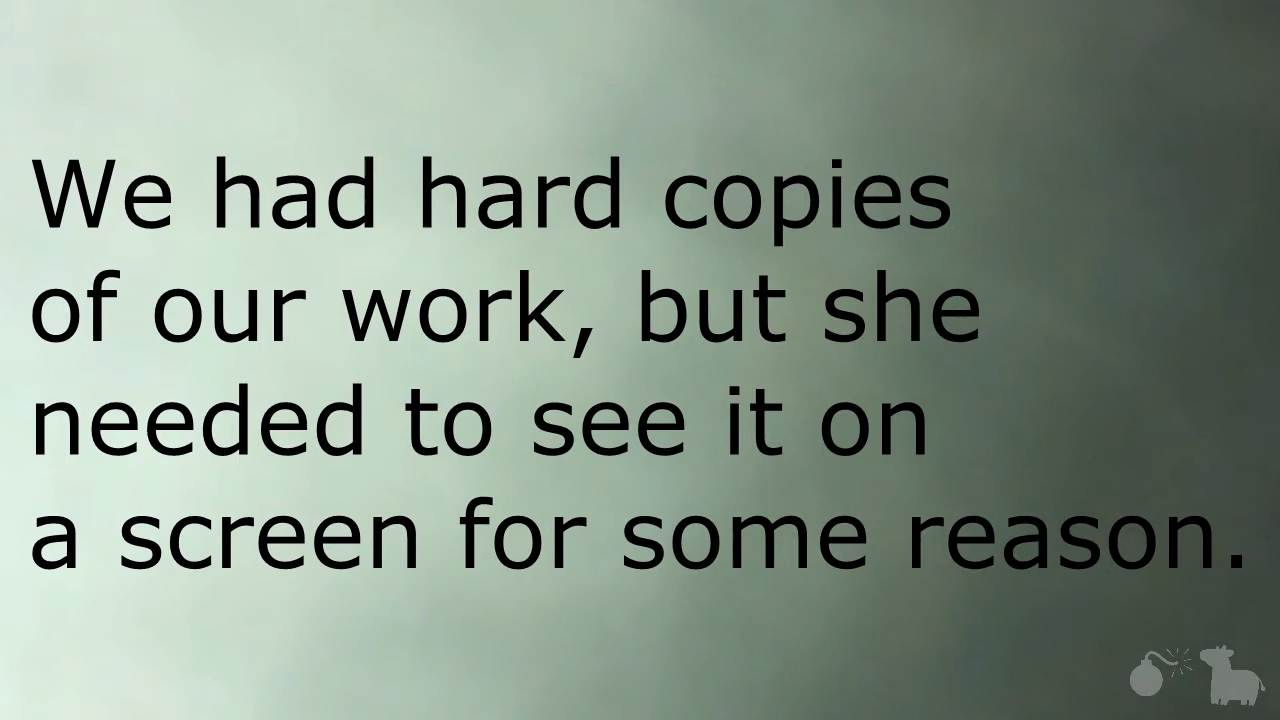 We had hard copies
of our work, but she
needed to see it on
a screen for some reason.